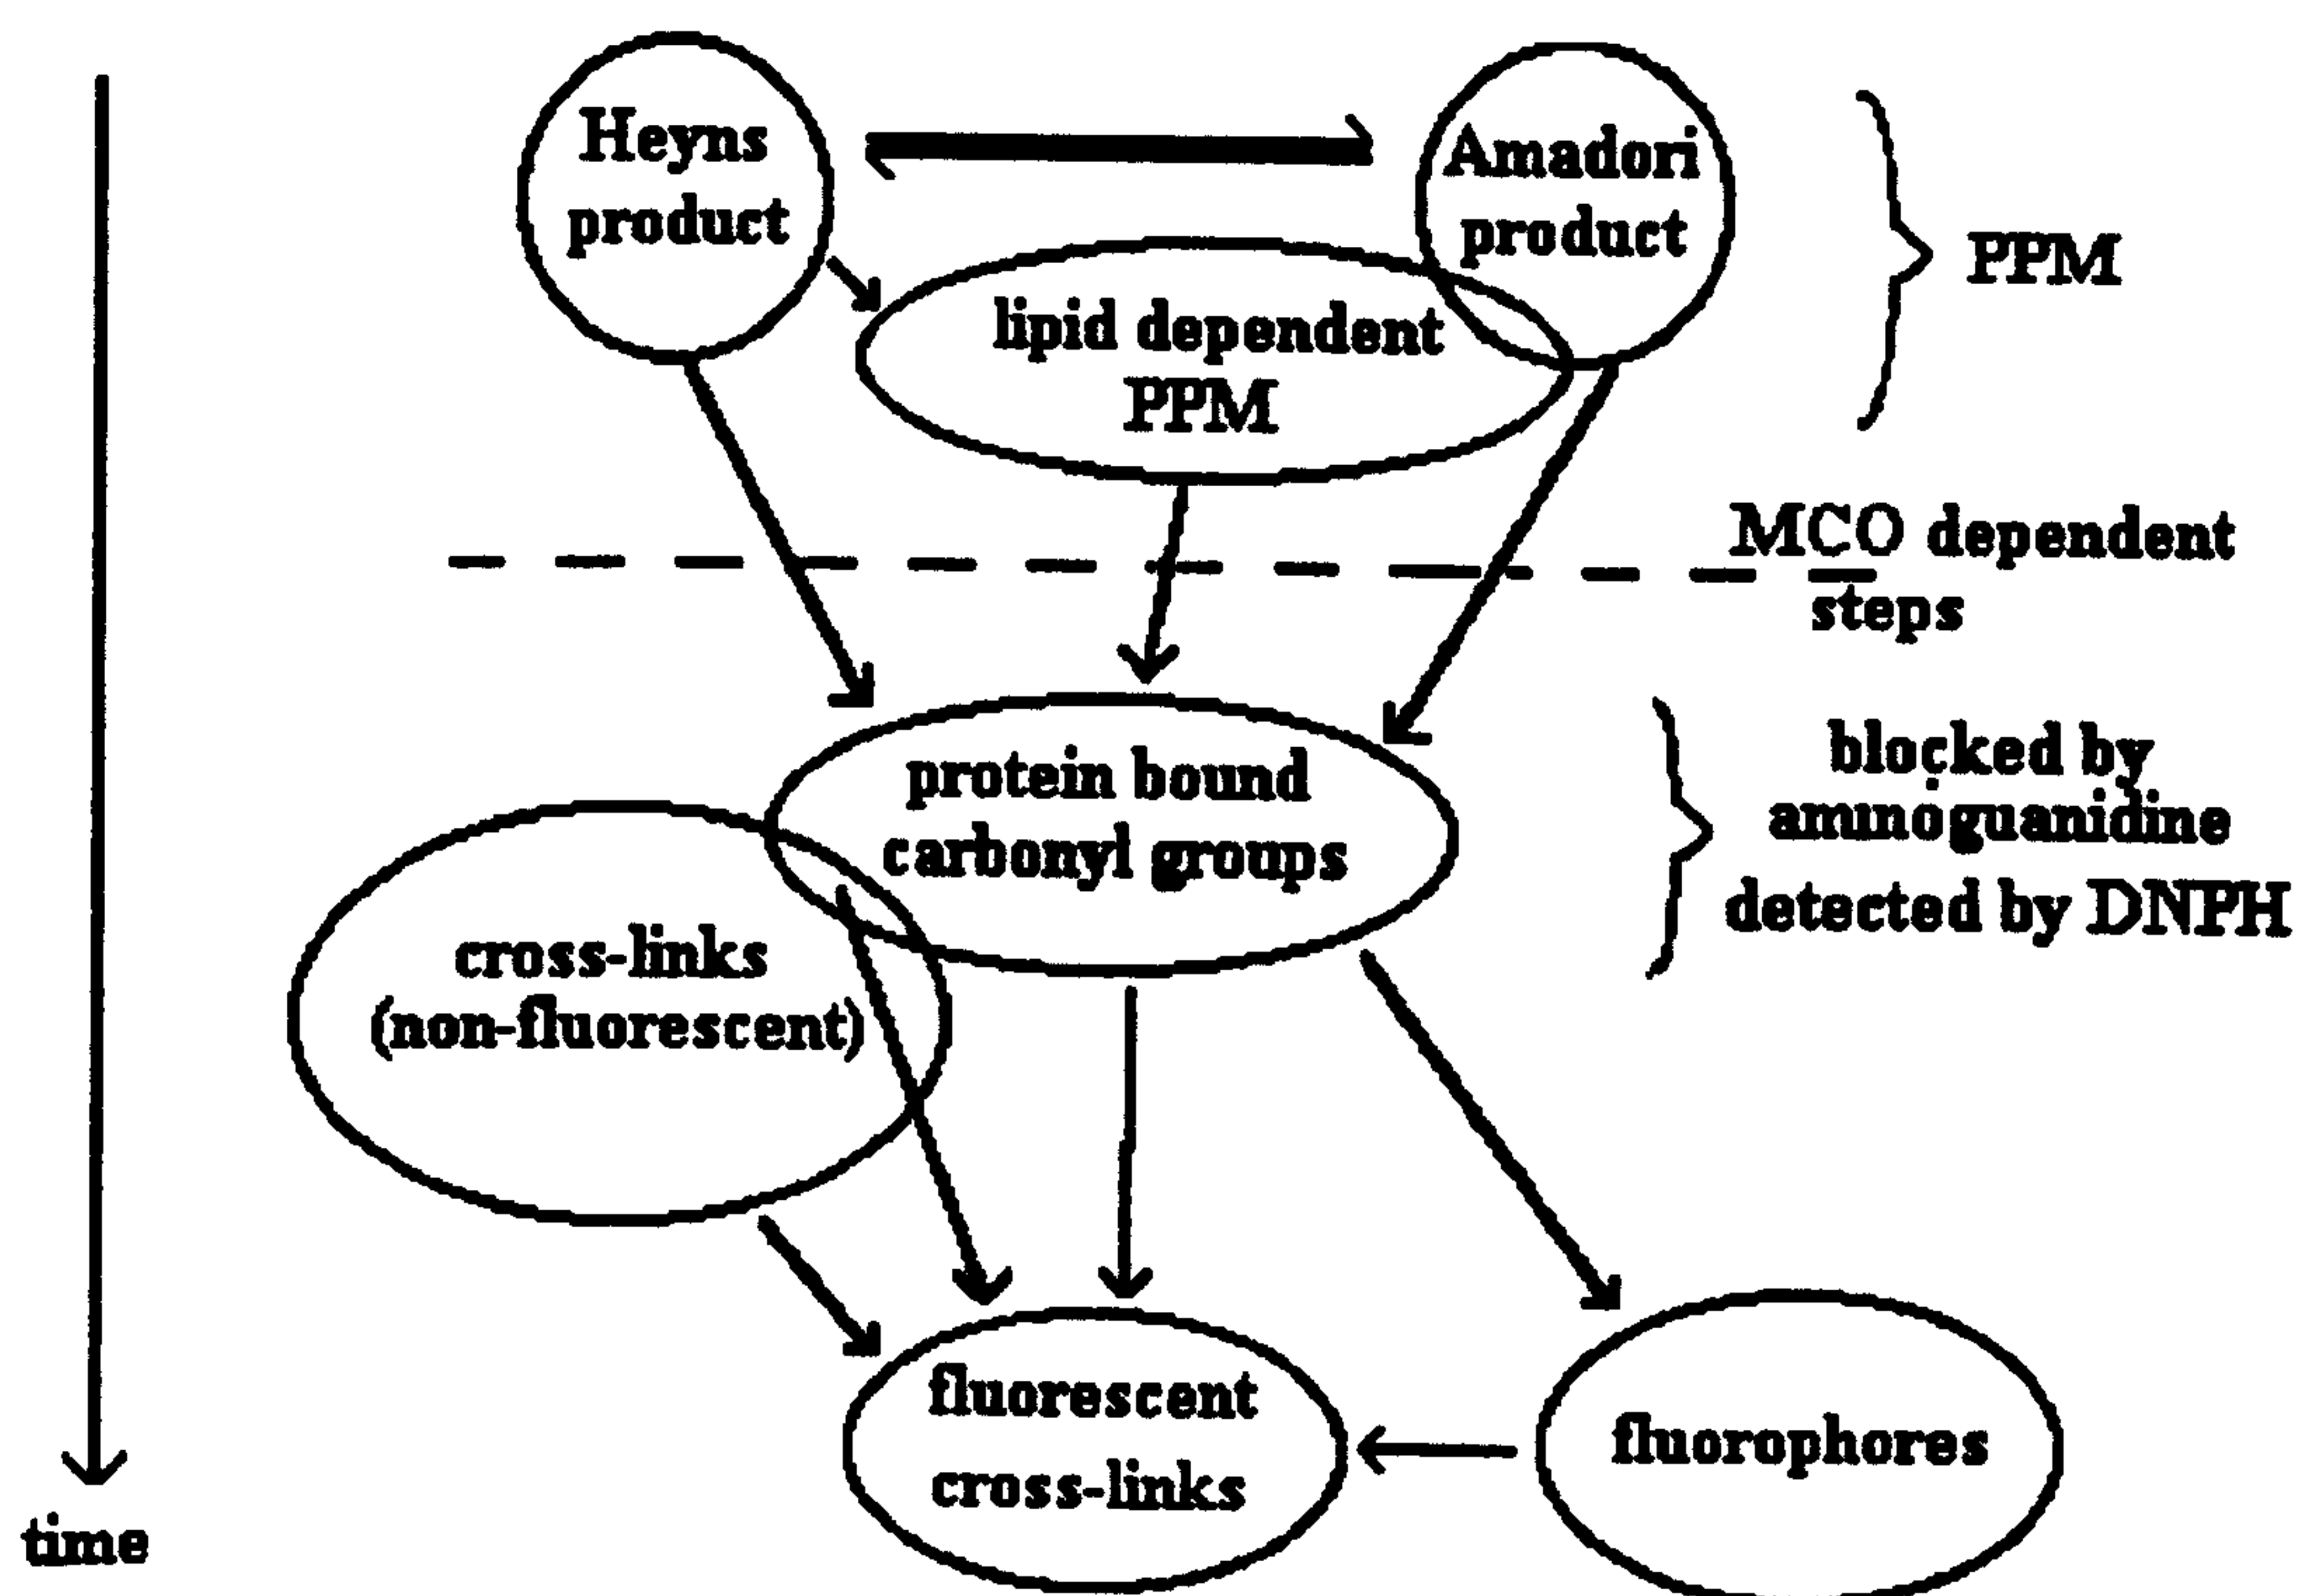 Heyns
product
Amadori
product
PPM
lipid dependent
PPM
MCO dependent
steps
protein bound
carbonyl groups
blocked by
aminoguanidine
detected by DNPH
cross-links
(non-fluorescent)
fluorescent
cross-links
fluorophores
time